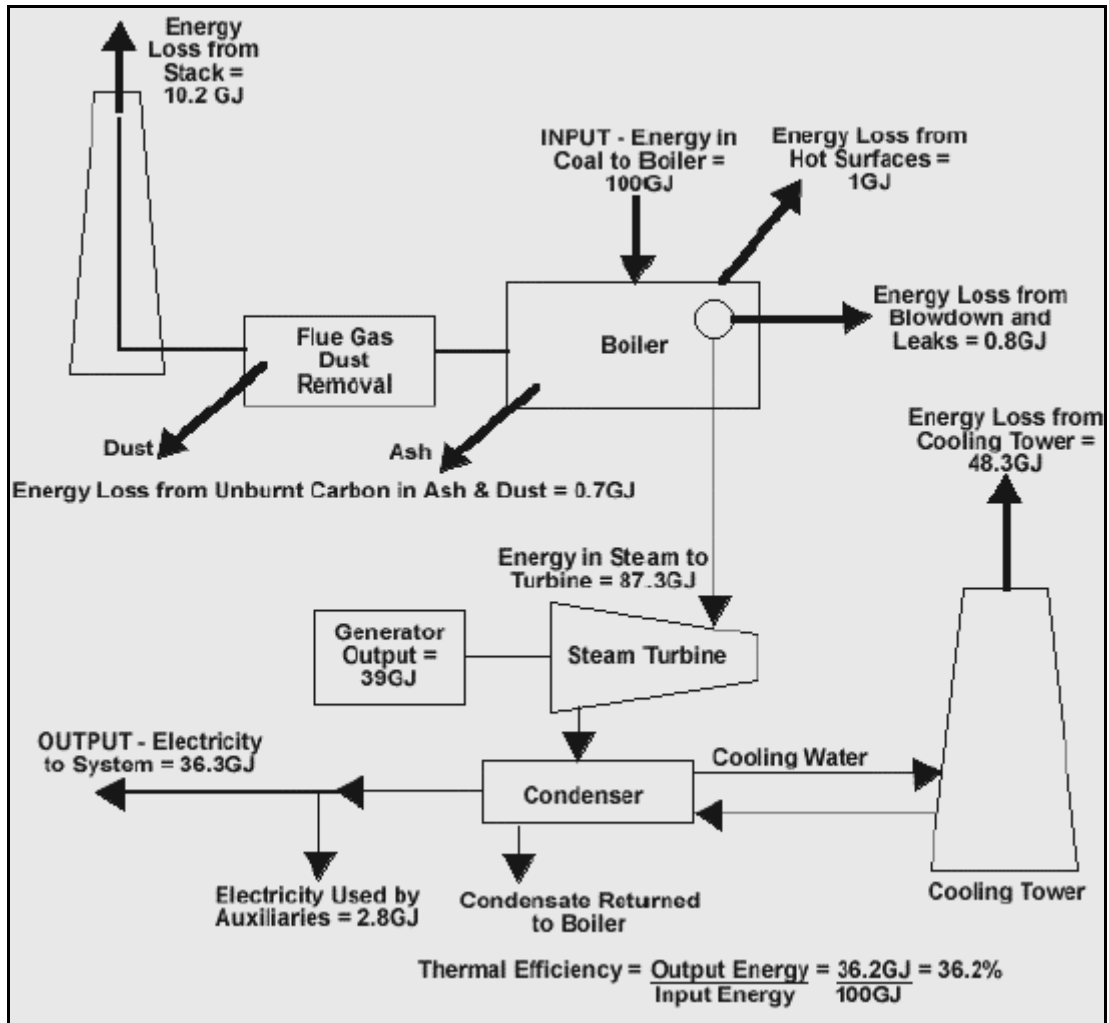 Energy
Loss from
Stack =
10.2 GJ
INPUT - Energy in
Coal to Boiler =
100GJ
Energy Loss from
Hot Surfaces =
1GJ
Flue Gas
Dust
Removal
Boiler
Energy Loss from
Blowdown and
Leaks = 0.8GJ
Dust
Ash
Energy Loss from Unburnt Carbon in Ash & Dust = 0.7GJ
Energy Loss from
Cooling Tower =
48.3GJ
Energy in Steam to
Turbine = 87.3GJ
Generator
Output =
39GJ
Steam Turbine
OUTPUT - Electricity
to System = 36.3GJ
Condenser
Cooling Water
Electricity Used by
Auxiliaries = 2.8GJ
Condensate Returned
to Boiler
Cooling Tower
Thermal Efficiency = Output Energy = 36.2GJ = 36.2%
Input Energy 100GJ